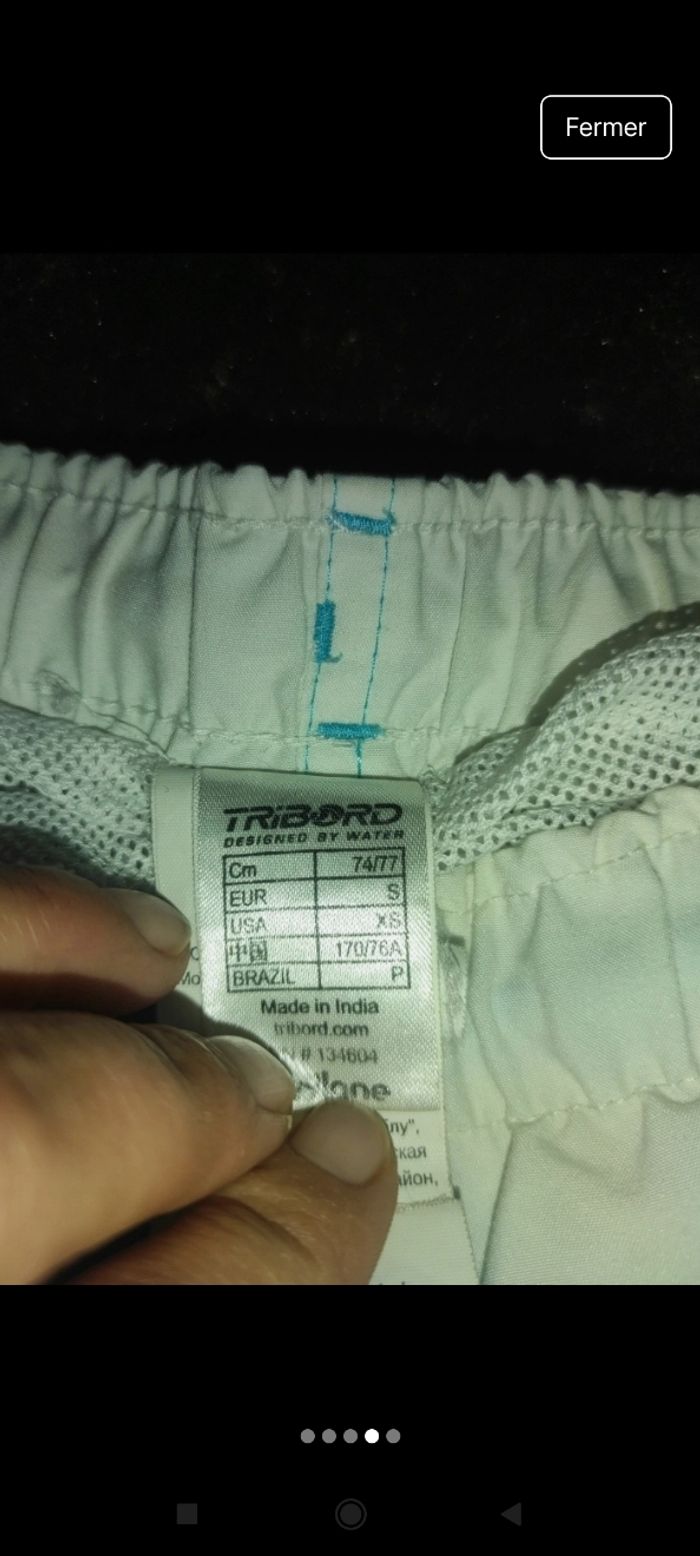 Fermer
TRIBORD
DESIGNED BY WATER
Cm 74/77
EUR S
USA XS
中国 170/76A
BRAZIL P
Made in India
tribord.com
# 134604
йон,